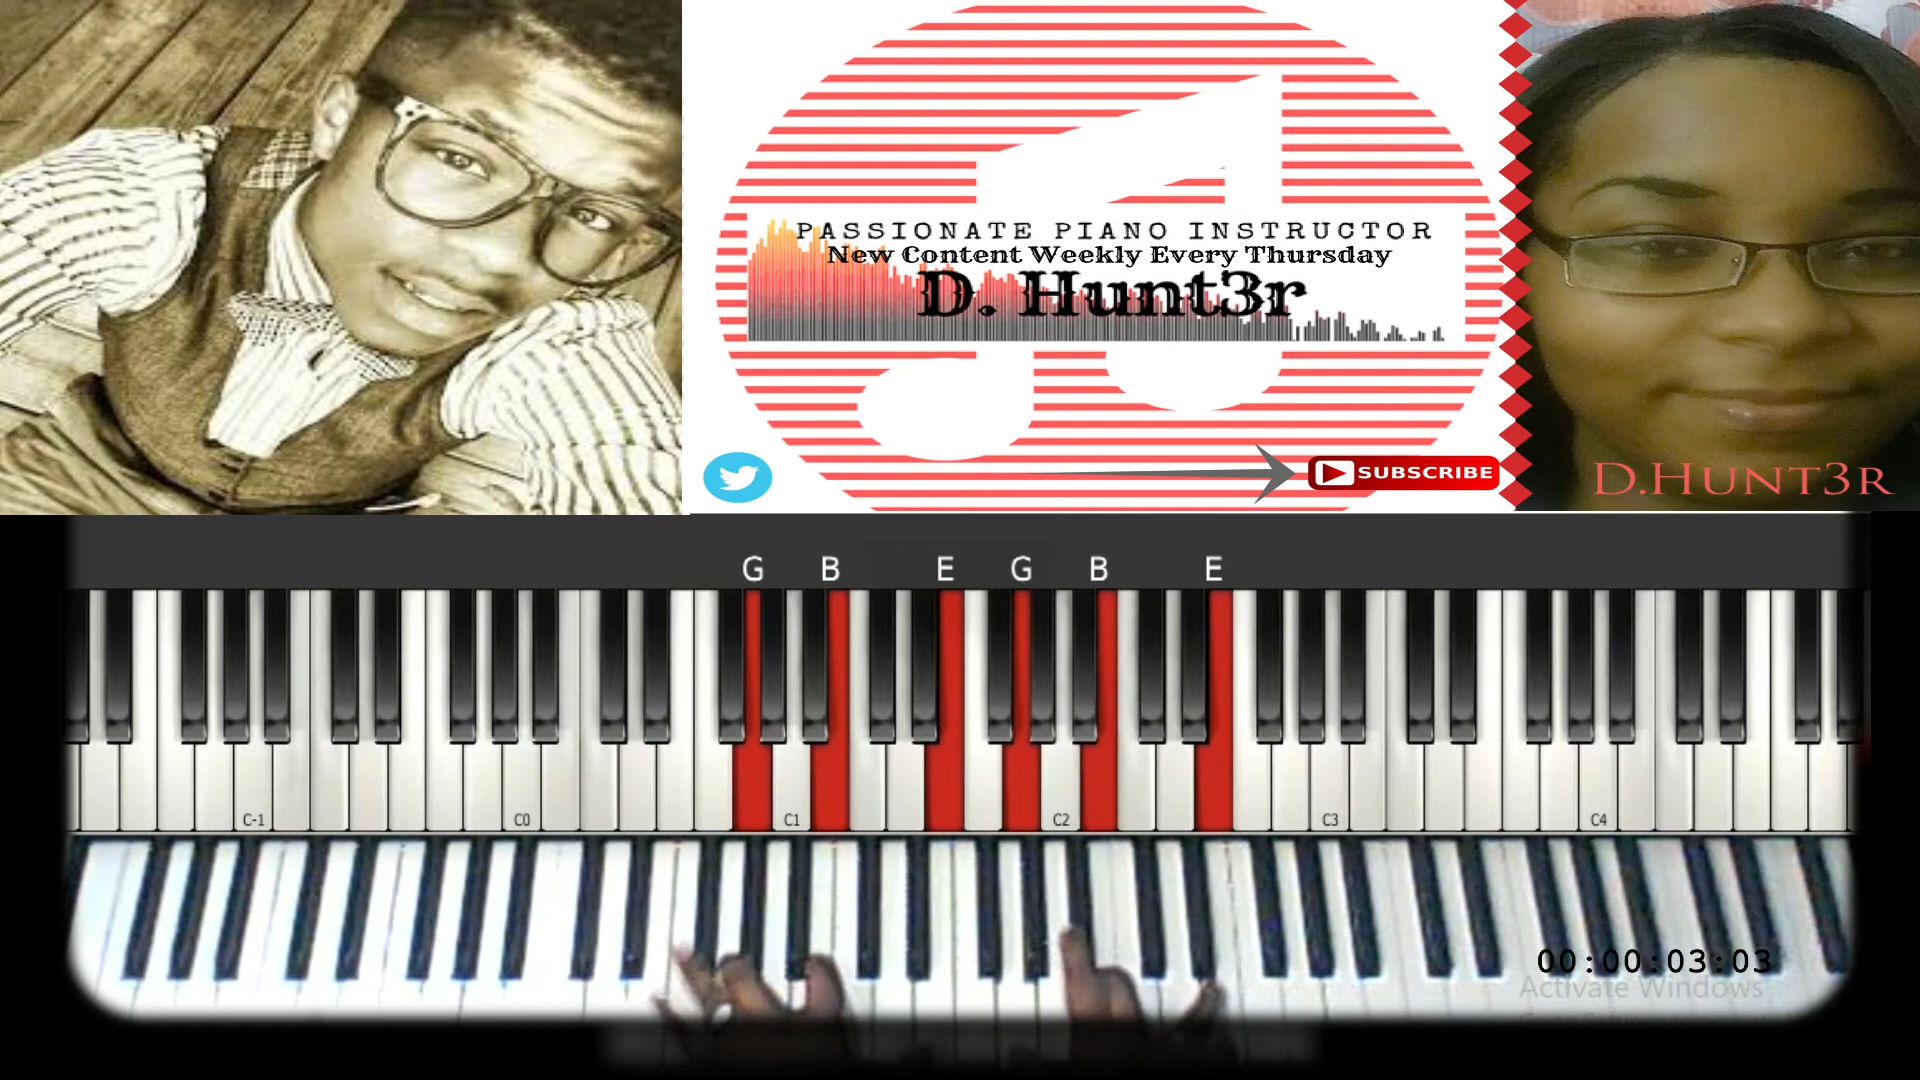 PASSIONATE PIANO INSTRUCTOR
New Content Weekly Every Thursday
D. Hunt3r
SUBSCRIBE
D.HUNT3R
G B E G B E
C-1 C0 C1 C2 C3 C4
00:00:03:03
Activate Windows